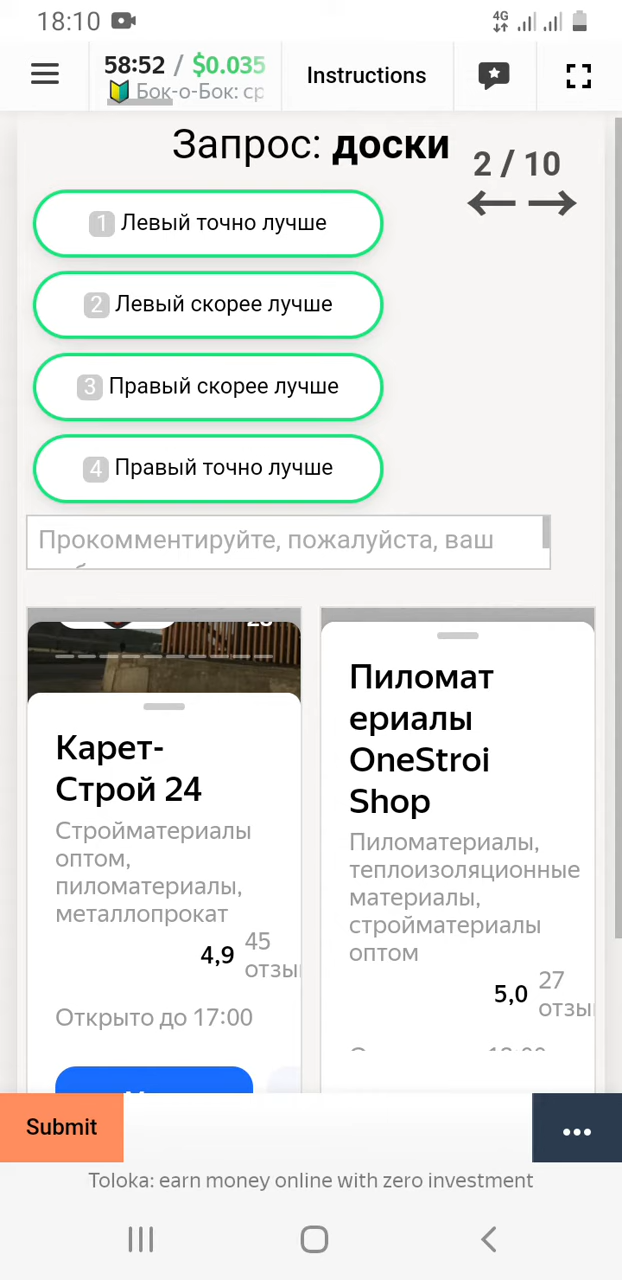 18:10
4G
58:52 / $0.035
Бок-о-Бок: ср
Instructions
Запрос: доски
2 / 10
1 Левый точно лучше
2 Левый скорее лучше
3 Правый скорее лучше
4 Правый точно лучше
Прокомментируйте, пожалуйста, ваш
Карет-
Строй 24
Стройматериалы
оптом,
пиломатериалы,
металлопрокат
4,9 45
отзы
Открыто до 17:00
Пиломат
ериалы
OneStroi
Shop
Пиломатериалы,
теплоизоляционные
материалы,
стройматериалы
оптом
5,0 27
отзы
Submit
Toloka: earn money online with zero investment